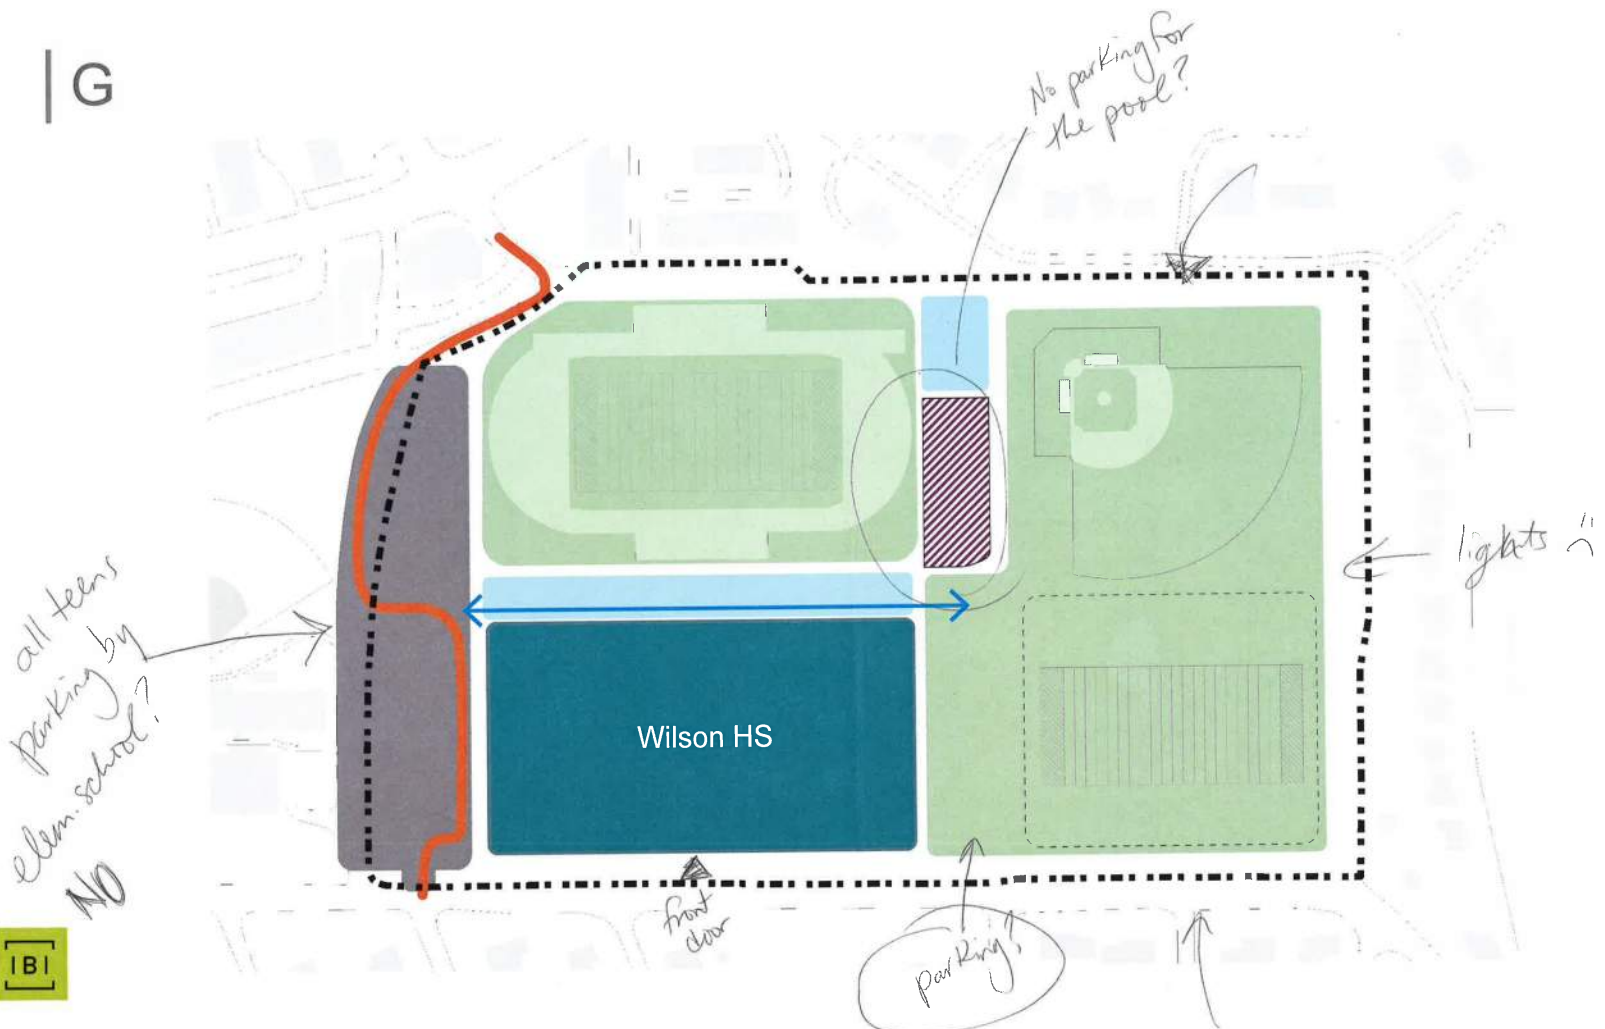 G
No parking for
the pool?
lights
all teens
parking by
elem. school?
NO
Wilson HS
front
door
parking?
IBI